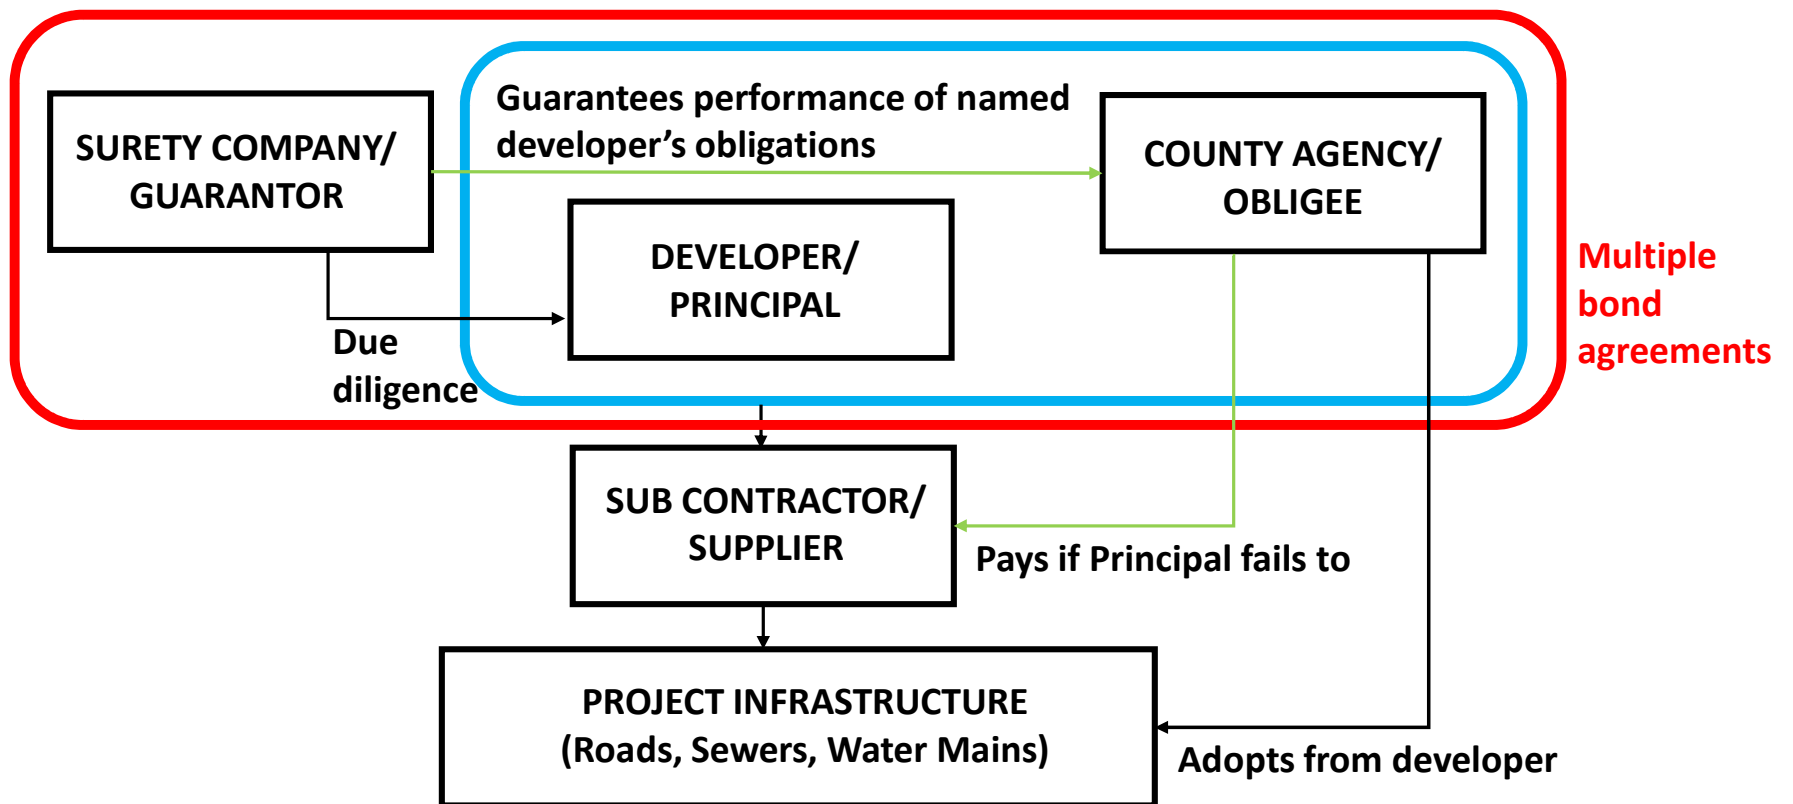 Guarantees performance of named
developer’s obligations
SURETY COMPANY/
GUARANTOR
COUNTY AGENCY/
OBLIGEE
DEVELOPER/
PRINCIPAL
Multiple
bond
agreements
Due
diligence
SUB CONTRACTOR/
SUPPLIER
Pays if Principal fails to
PROJECT INFRASTRUCTURE
(Roads, Sewers, Water Mains)
Adopts from developer